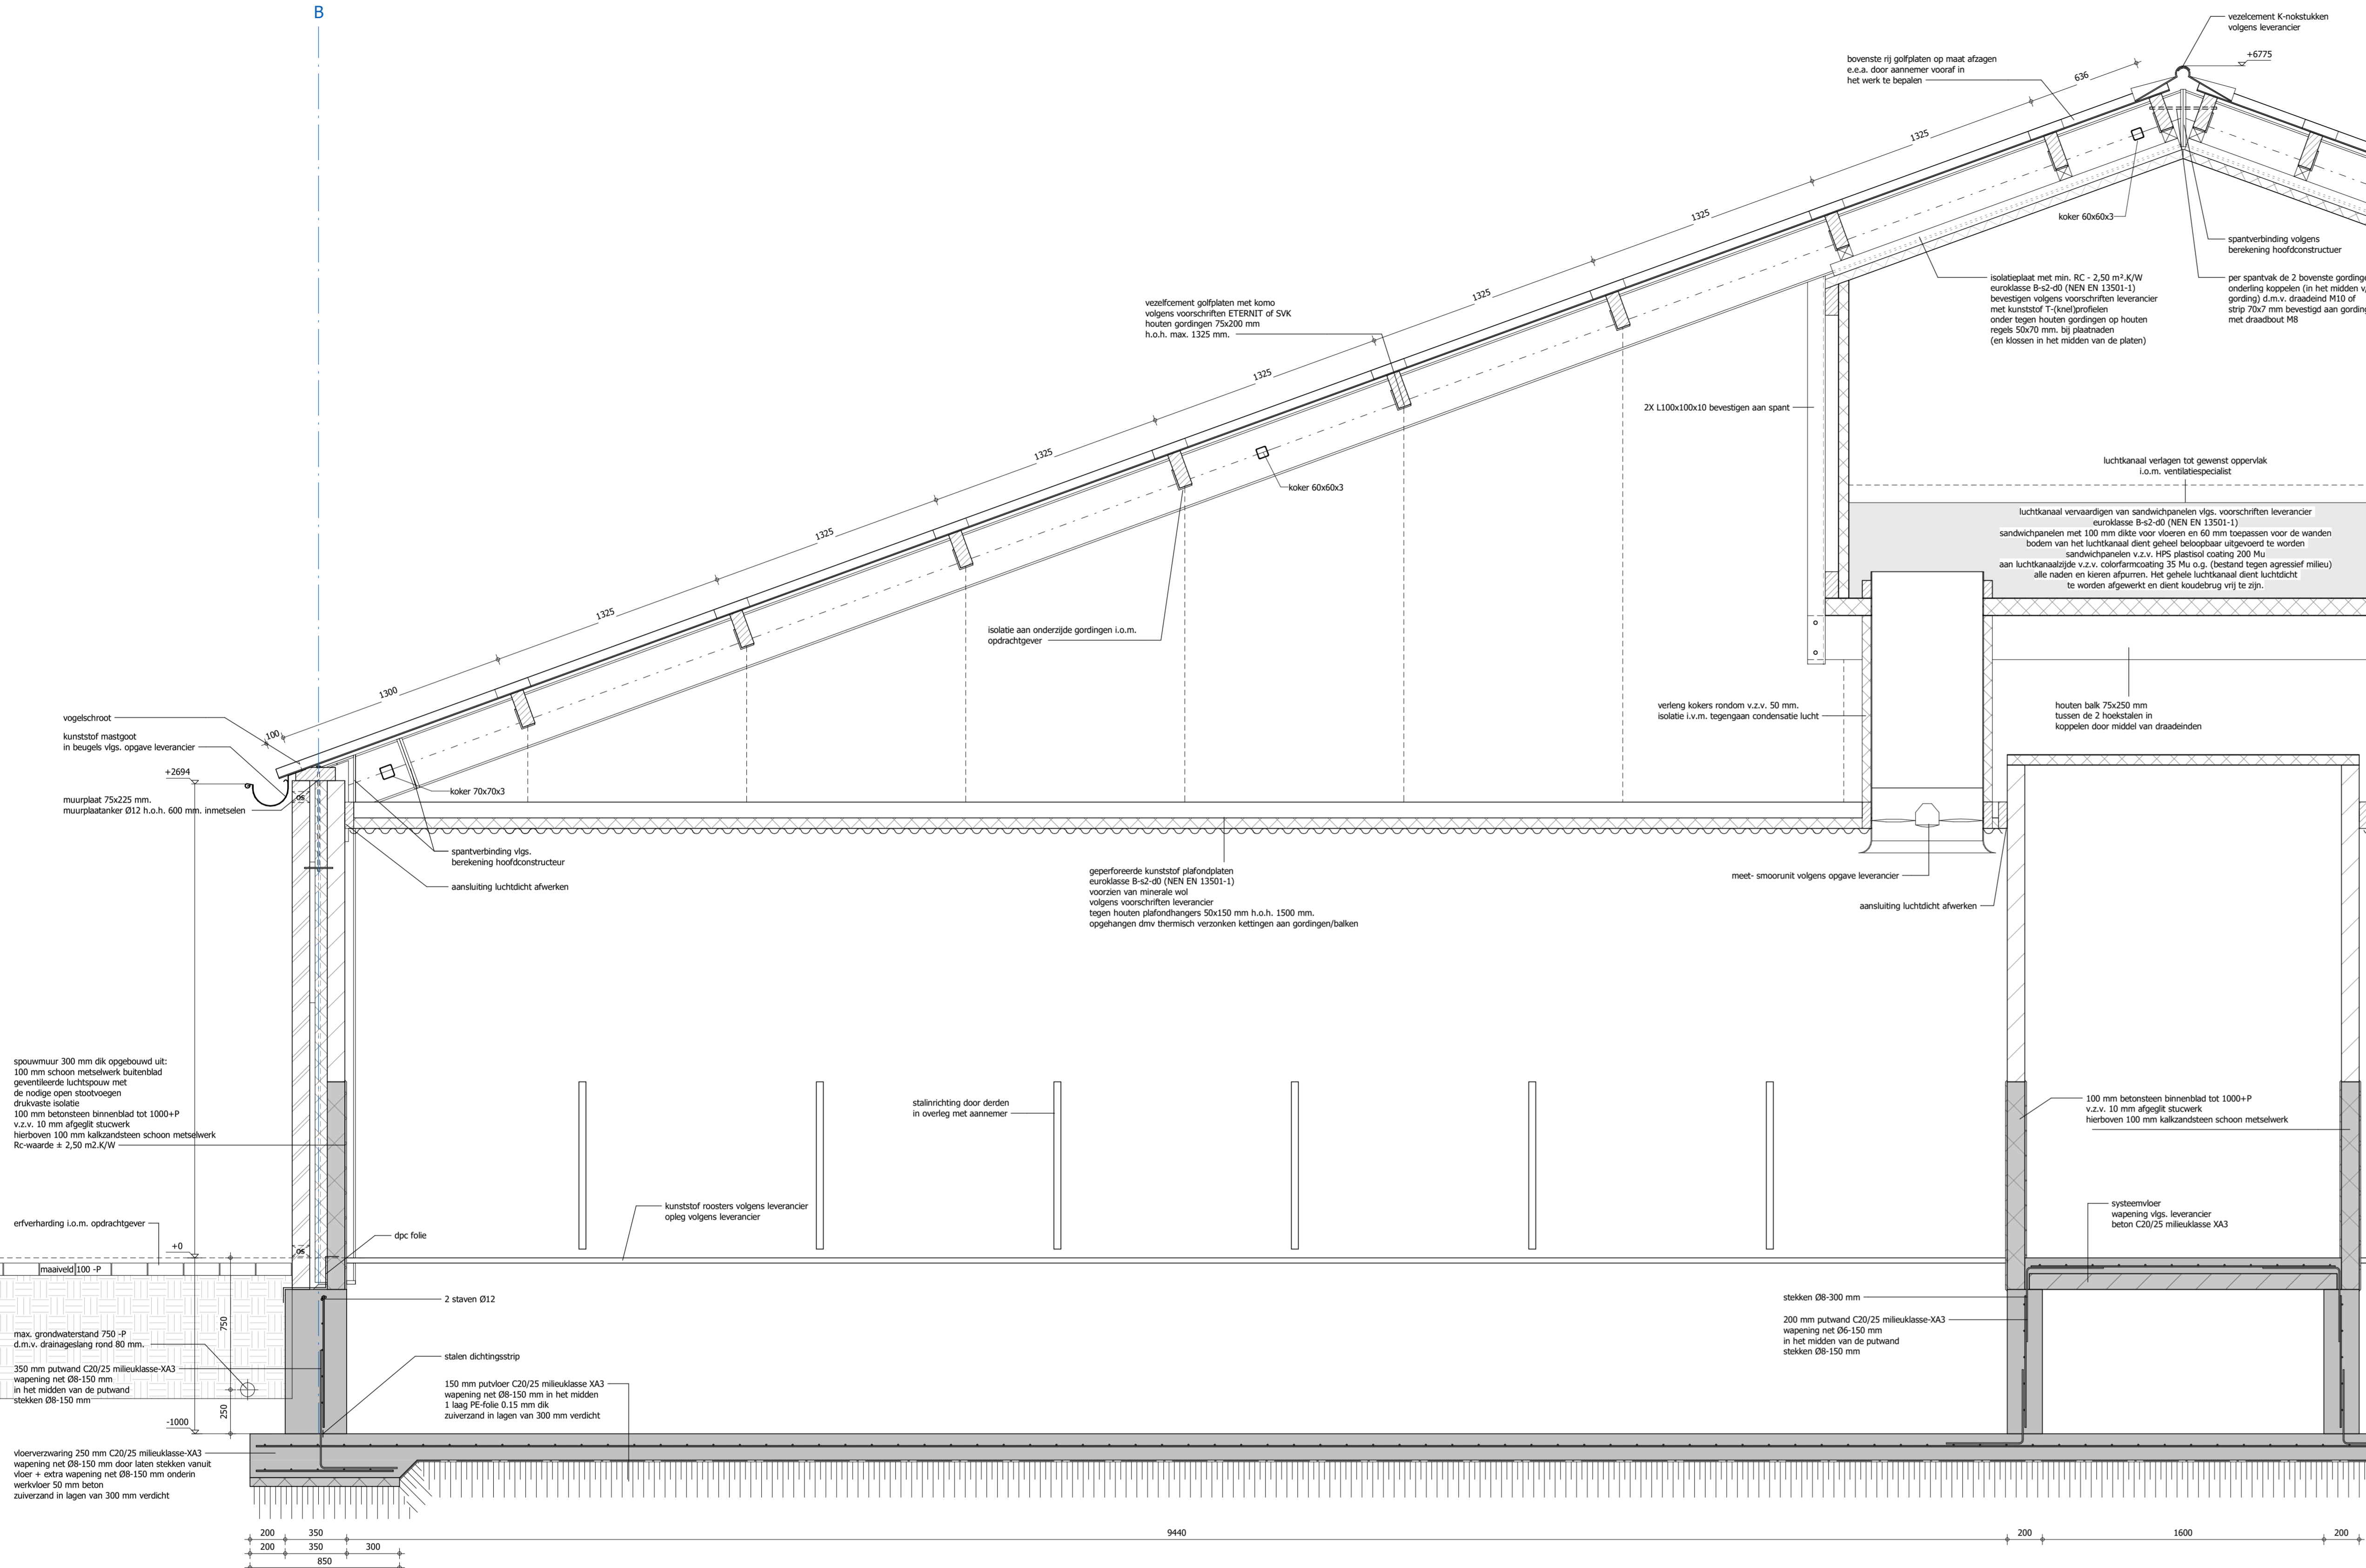 B
vezelcement K-nokstukken
volgens leverancier
+6775
bovenste rij golfplaten op maat afzagen
e.e.a. door aannemer vooraf in
het werk te bepalen
636
1325
1325
1325
1325
1325
1325
1325
1325
1300
100
koker 60x60x3
spantverbinding volgens
berekening hoofdconstructuer
isolatieplaat met min. RC - 2,50 m².K/W
euroklasse B-s2-d0 (NEN EN 13501-1)
bevestigen volgens voorschriften leverancier
met kunststof T-(knel)profielen
onder tegen houten gordingen op houten
regels 50x70 mm. bij plaatnaden
(en klossen in het midden van de platen)
per spantvak de 2 bovenste
onderling koppelen (in het midden
gording) d.m.v. draadeind M10 of
strip 70x7 mm bevestigd aan
met draadbout M8
vezelfcement golfplaten met komo
volgens voorschriften ETERNIT of SVK
houten gordingen 75x200 mm
h.o.h. max. 1325 mm.
2X L100x100x10 bevestigen aan spant
koker 60x60x3
luchtkanaal verlagen tot gewenst oppervlak
i.o.m. ventilatiespecialist
luchtkanaal vervaardigen van sandwichpanelen vlgs. voorschriften leverancier
euroklasse B-s2-d0 (NEN EN 13501-1)
sandwichpanelen met 100 mm dikte voor vloeren en 60 mm toepassen voor de wanden
bodem van het luchtkanaal dient geheel beloopbaar uitgevoerd te worden
sandwichpanelen v.z.v. HPS plastisol coating 200 Mu
aan luchtkanaalzijde v.z.v. colorfarmcoating 35 Mu o.g. (bestand tegen agressief milieu)
alle naden en kieren afpurren. Het gehele luchtkanaal dient luchtdicht
te worden afgewerkt en dient koudebrug vrij te zijn.
isolatie aan onderzijde gordingen i.o.m.
opdrachtgever
verleng kokers rondom v.z.v. 50 mm.
isolatie i.v.m. tegengaan condensatie lucht
houten balk 75x250 mm
tussen de 2 hoekstalen in
koppelen door middel van draadeinden
vogelschroot
kunststof mastgoot
in beugels vlgs. opgave leverancier
+2694
muurplaat 75x225 mm.
muurplaatanker Ø12 h.o.h. 600 mm. inmetselen
os
koker 70x70x3
spantverbinding vlgs.
berekening hoofdconstructeur
aansluiting luchtdicht afwerken
geperforeerde kunststof plafondplaten
euroklasse B-s2-d0 (NEN EN 13501-1)
voorzien van minerale wol
volgens voorschriften leverancier
tegen houten plafondhangers 50x150 mm h.o.h. 1500 mm.
opgehangen dmv thermisch verzonken kettingen aan gordingen/balken
meet- smoorunit volgens opgave leverancier
aansluiting luchtdicht afwerken
spouwmuur 300 mm dik opgebouwd uit:
100 mm schoon metselwerk buitenblad
geventileerde luchtspouw met
de nodige open stootvoegen
drukvaste isolatie
100 mm betonsteen binnenblad tot 1000+P
v.z.v. 10 mm afgeglit stucwerk
hierboven 100 mm kalkzandsteen schoon metselwerk
Rc-waarde ± 2,50 m2.K/W
stalinrichting door derden
in overleg met aannemer
100 mm betonsteen binnenblad tot 1000+P
v.z.v. 10 mm afgeglit stucwerk
hierboven 100 mm kalkzandsteen schoon metselwerk
erfverharding i.o.m. opdrachtgever
kunststof roosters volgens leverancier
opleg volgens leverancier
systeemvloer
wapening vlgs. leverancier
beton C20/25 milieuklasse XA3
dpc folie
+0
os
maaiveld 100 -P
2 staven Ø12
stekken Ø8-300 mm
750
max. grondwaterstand 750 -P
d.m.v. drainageslang rond 80 mm.
200 mm putwand C20/25 milieuklasse-XA3
wapening net Ø6-150 mm
in het midden van de putwand
stekken Ø8-150 mm
stalen dichtingsstrip
350 mm putwand C20/25 milieuklasse-XA3
wapening net Ø8-150 mm
in het midden van de putwand
stekken Ø8-150 mm
250
-1000
150 mm putvloer C20/25 milieuklasse XA3
wapening net Ø8-150 mm in het midden
1 laag PE-folie 0.15 mm dik
zuiverzand in lagen van 300 mm verdicht
vloerverzwaring 250 mm C20/25 milieuklasse-XA3
wapening net Ø8-150 mm door laten stekken vanuit
vloer + extra wapening net Ø8-150 mm onderin
werkvloer 50 mm beton
zuiverzand in lagen van 300 mm verdicht
200 350 9440 200 1600 200
200 350 300
850